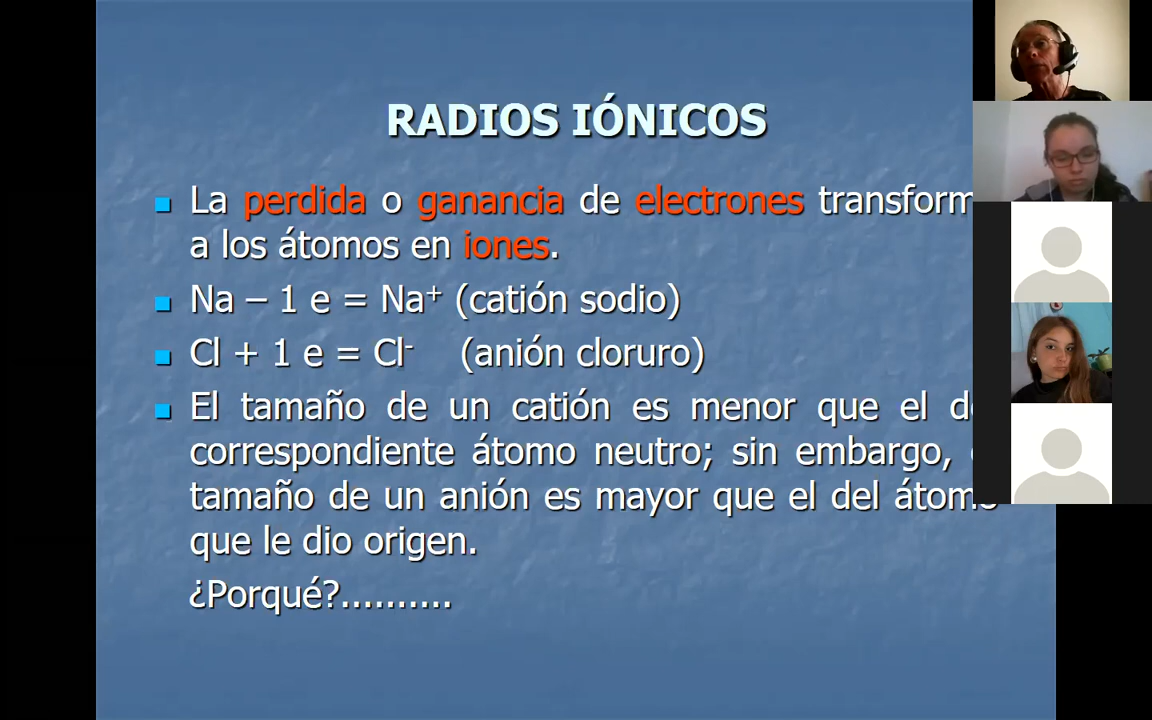 RADIOS IÓNICOS
La perdida o ganancia de electrones transform
a los átomos en iones.
Na – 1 e = Na⁺ (catión sodio)
Cl + 1 e = Cl⁻ (anión cloruro)
El tamaño de un catión es menor que el
correspondiente átomo neutro; sin embargo,
tamaño de un anión es mayor que el del átomo
que le dio origen.
¿Porqué?..........